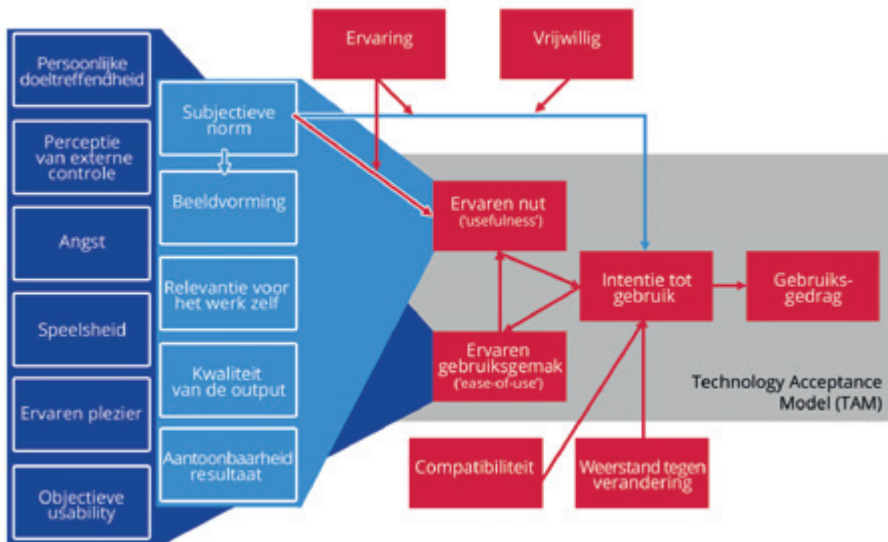 Persoonlijke
doeltreffendheid
Perceptie
van externe
controle
Angst
Speelsheid
Ervaren plezier
Objectieve
usability
Subjectieve
norm
Beeldvorming
Relevantie voor
het werk zelf
Kwaliteit
van de output
Aantoonbaarheid
resultaat
Ervaring
Vrijwillig
Ervaren nut
('usefulness')
Ervaren
gebruiksgemak
('ease-of-use')
Intentie tot
gebruik
Gebruiks-
gedrag
Technology Acceptance
Model (TAM)
Compatibiliteit
Weerstand tegen
verandering